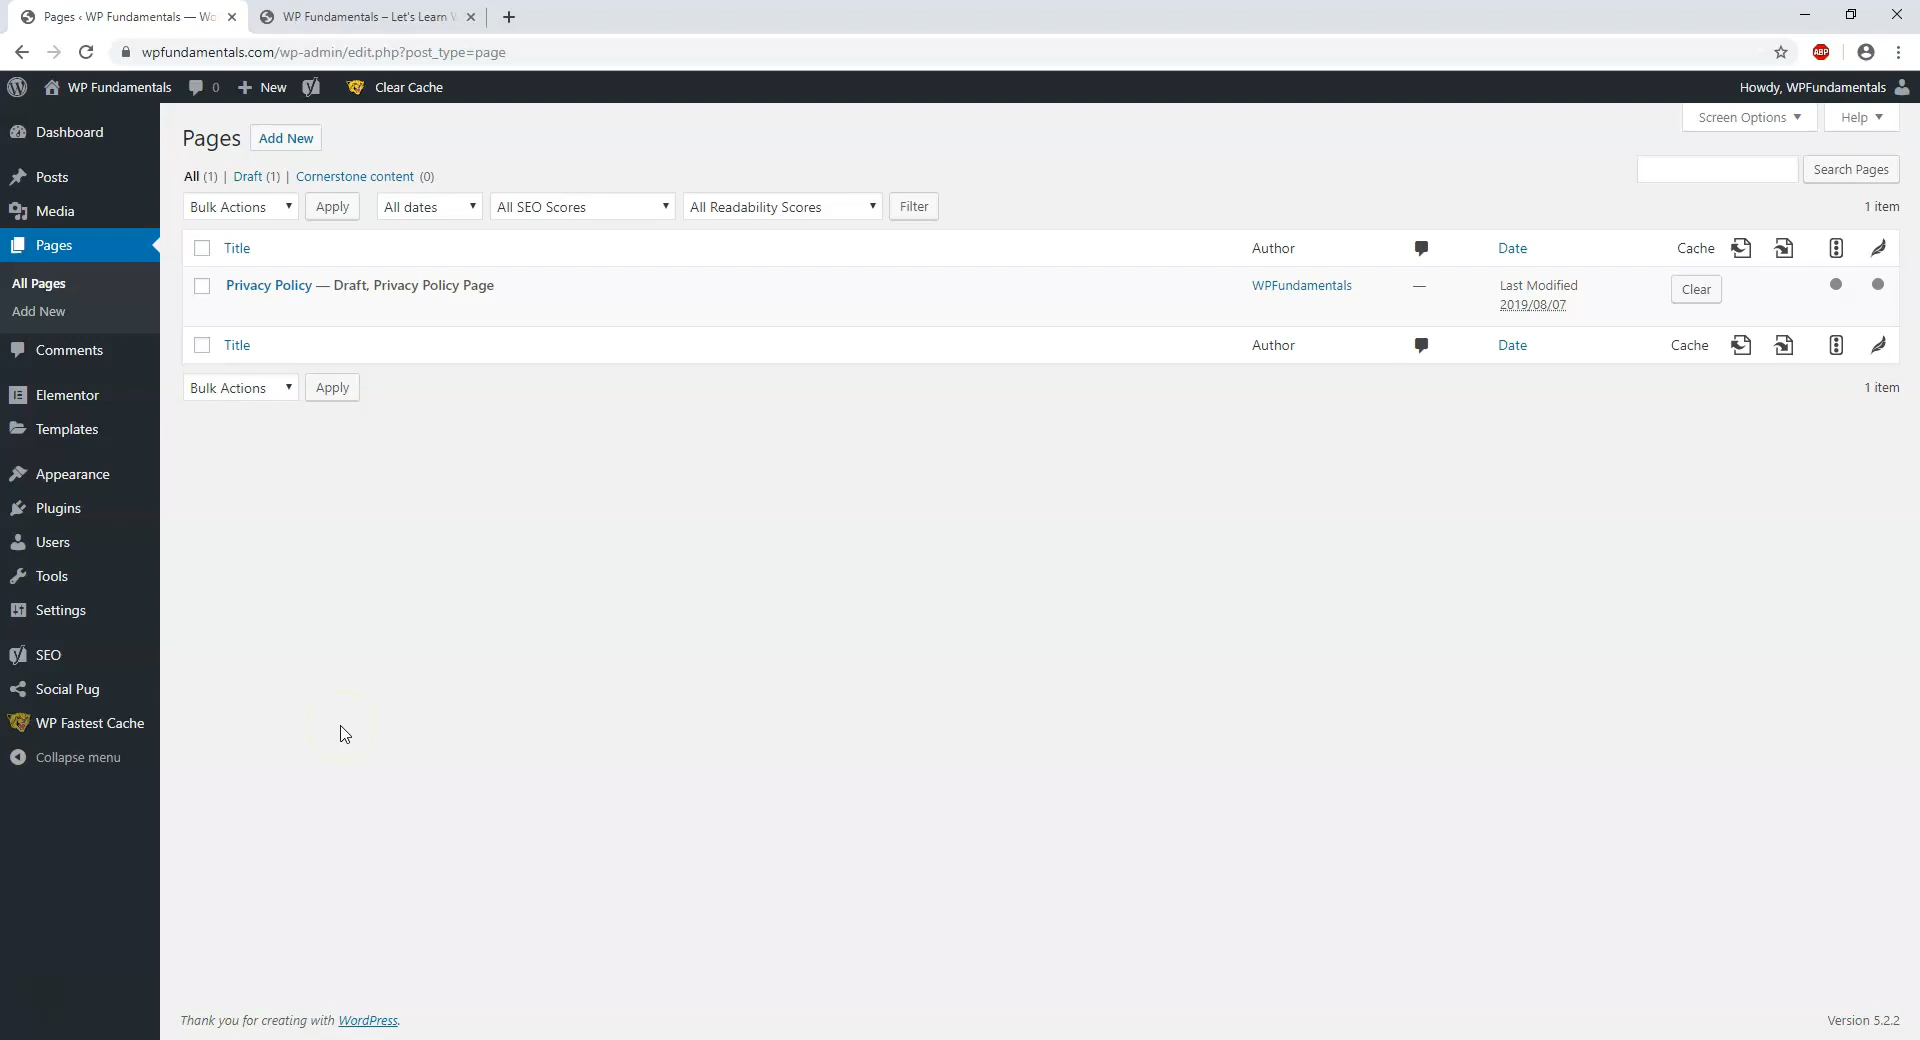 Pages ‹ WP Fundamentals — Wo
WP Fundamentals – Let's Learn W
wpfundamentals.com/wp-admin/edit.php?post_type=page
ABP
WP Fundamentals
0
New
Clear Cache
Howdy, WPFundamentals
Dashboard
Posts
Media
Pages
All Pages
Add New
Comments
Elementor
Templates
Appearance
Plugins
Users
Tools
Settings
SEO
Social Pug
WP Fastest Cache
Collapse menu
Screen Options
Help
Pages
Add New
All (1) | Draft (1) | Cornerstone content (0)
Search Pages
Bulk Actions
Apply
All dates
All SEO Scores
All Readability Scores
Filter
1 item
Title
Author
Date
Cache
Privacy Policy — Draft, Privacy Policy Page
WPFundamentals
—
Last Modified
2019/08/07
Clear
Title
Author
Date
Cache
Bulk Actions
Apply
1 item
Thank you for creating with WordPress.
Version 5.2.2